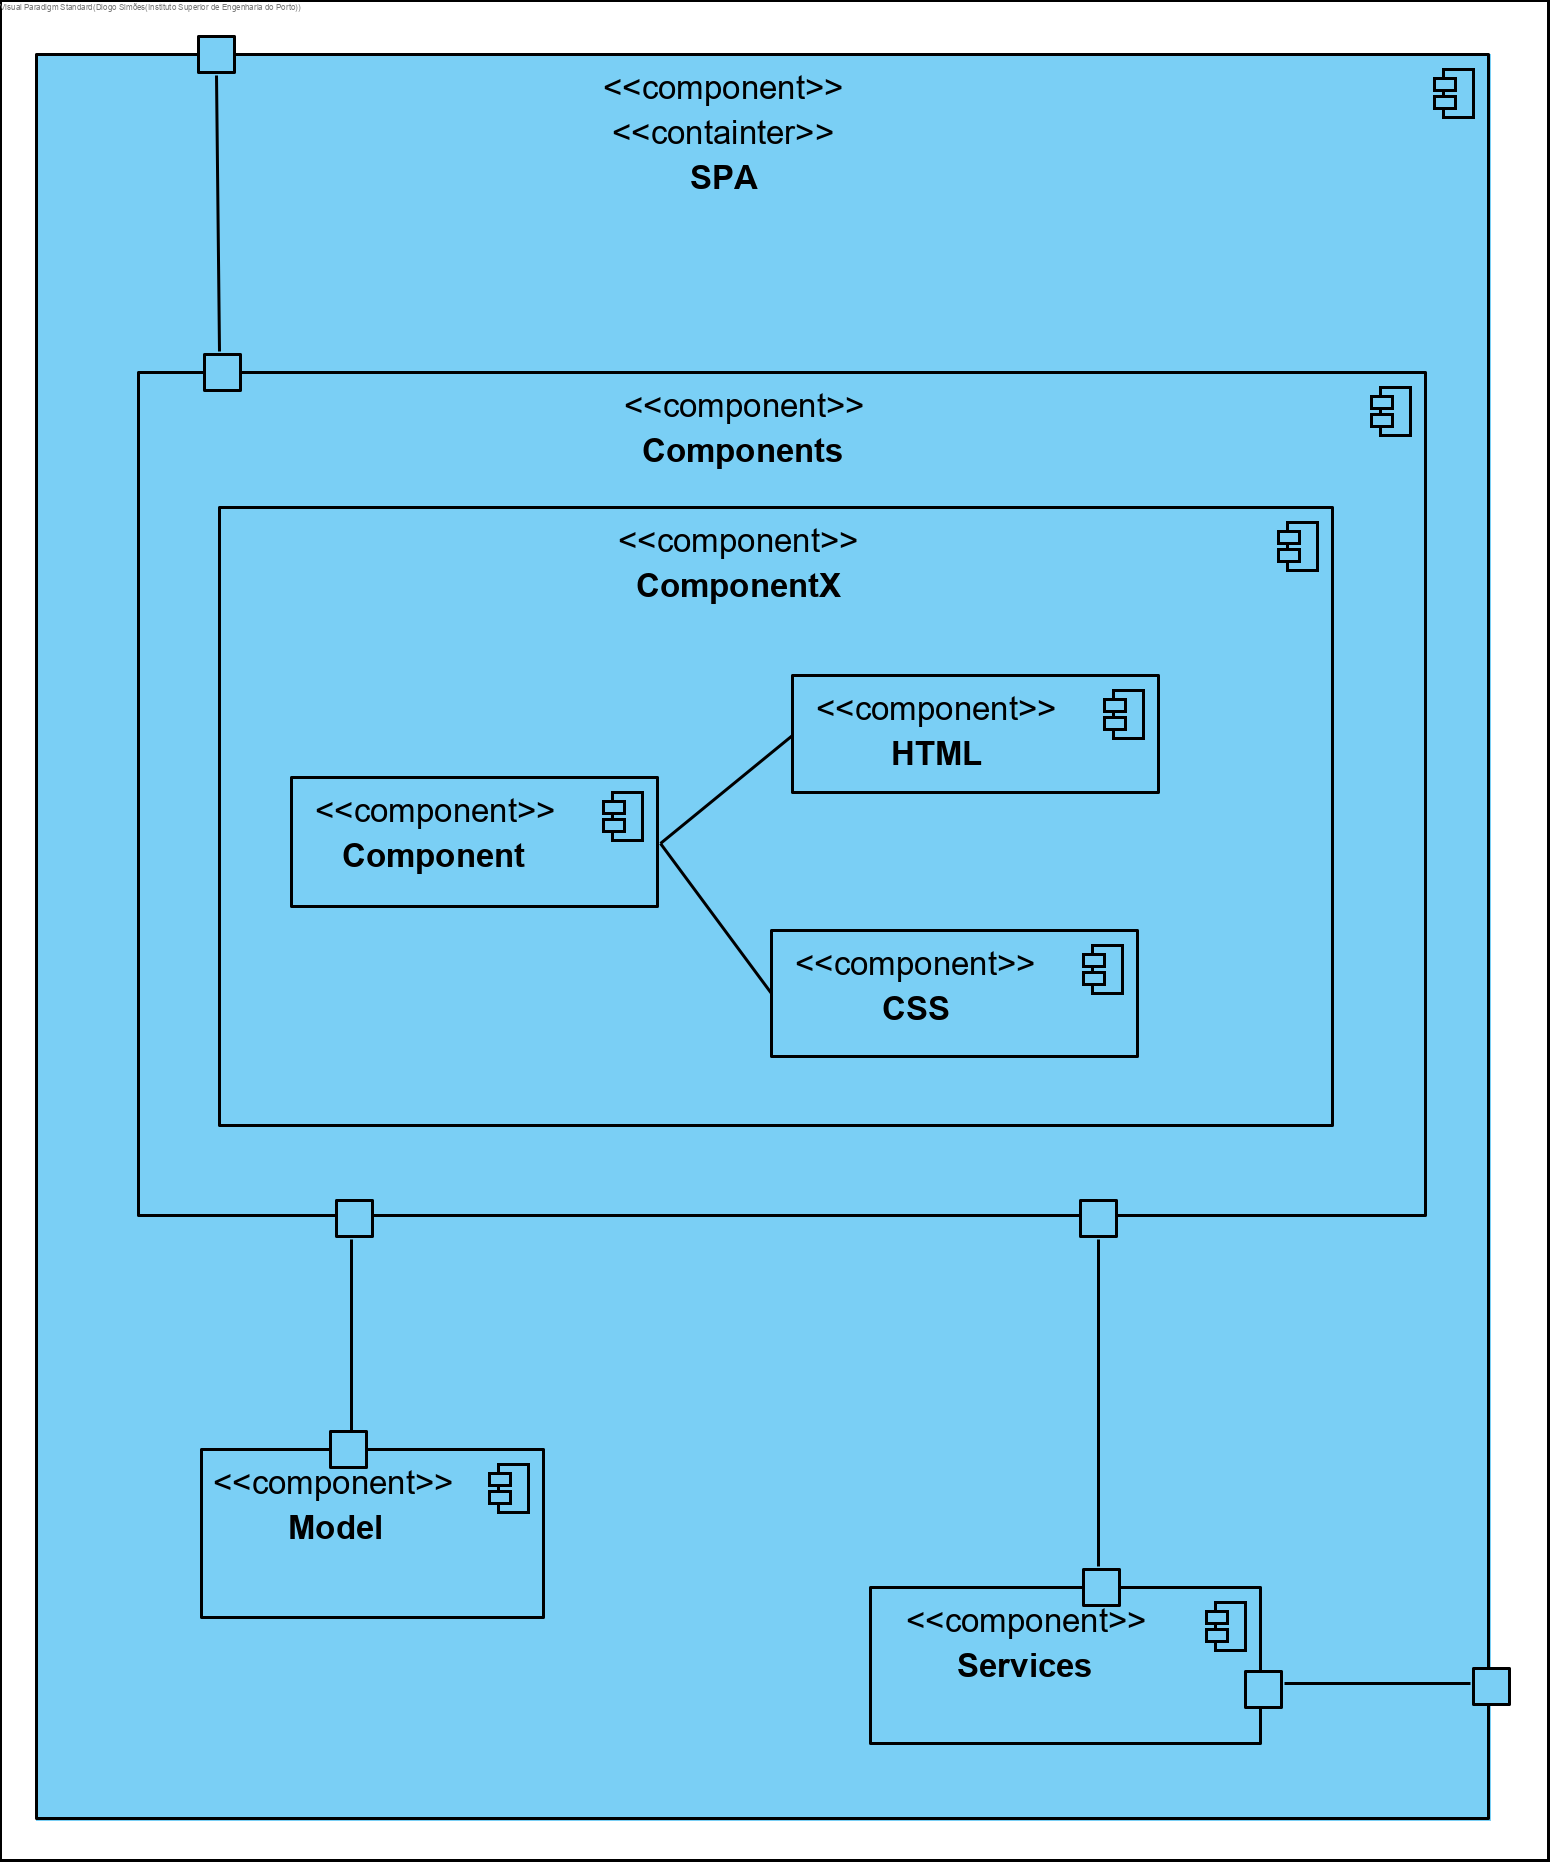 Visual Paradigm Standard(Diogo Simões(Instituto Superior de Engenharia do Porto))
<<component>>
<<containter>>
SPA
<<component>>
Components
<<component>>
ComponentX
<<component>>
HTML
<<component>>
Component
<<component>>
CSS
<<component>>
Model
<<component>>
Services